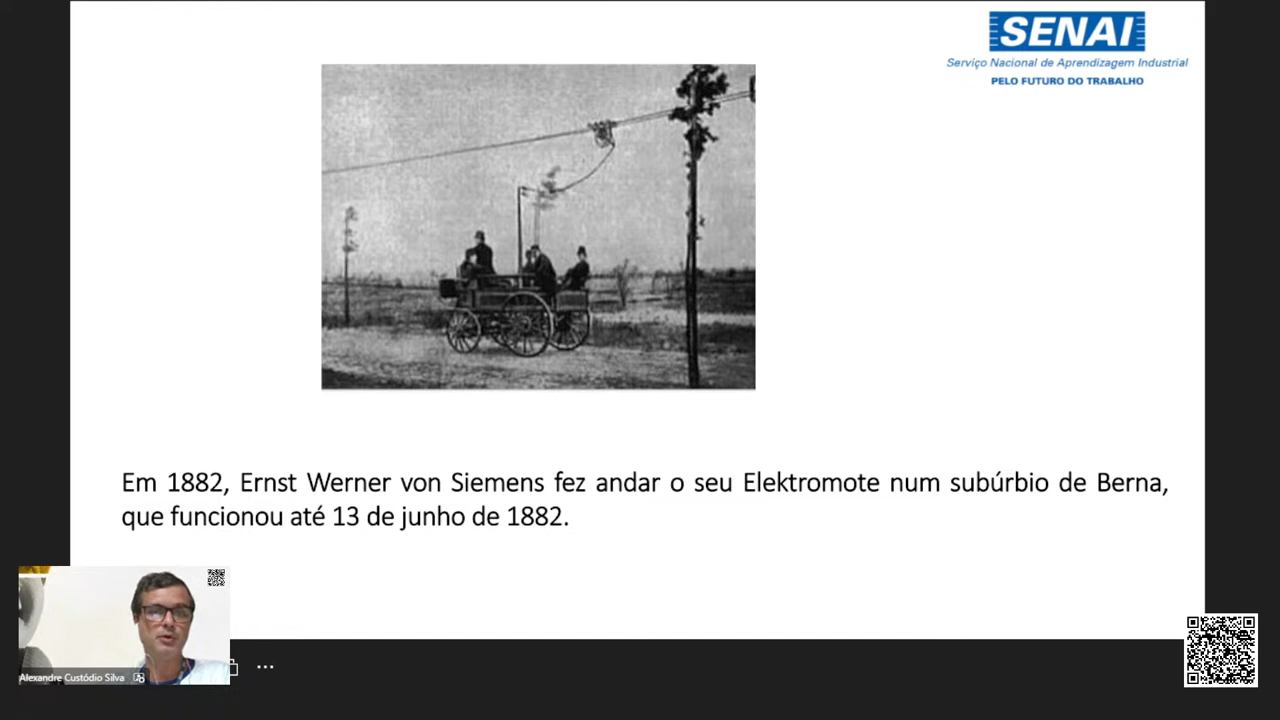 SENAI
Serviço Nacional de Aprendizagem Industrial
PELO FUTURO DO TRABALHO
Em 1882, Ernst Werner von Siemens fez andar o seu Elektromote num subúrbio de Berna,
que funcionou até 13 de junho de 1882.
Alexandre Custódio Silva